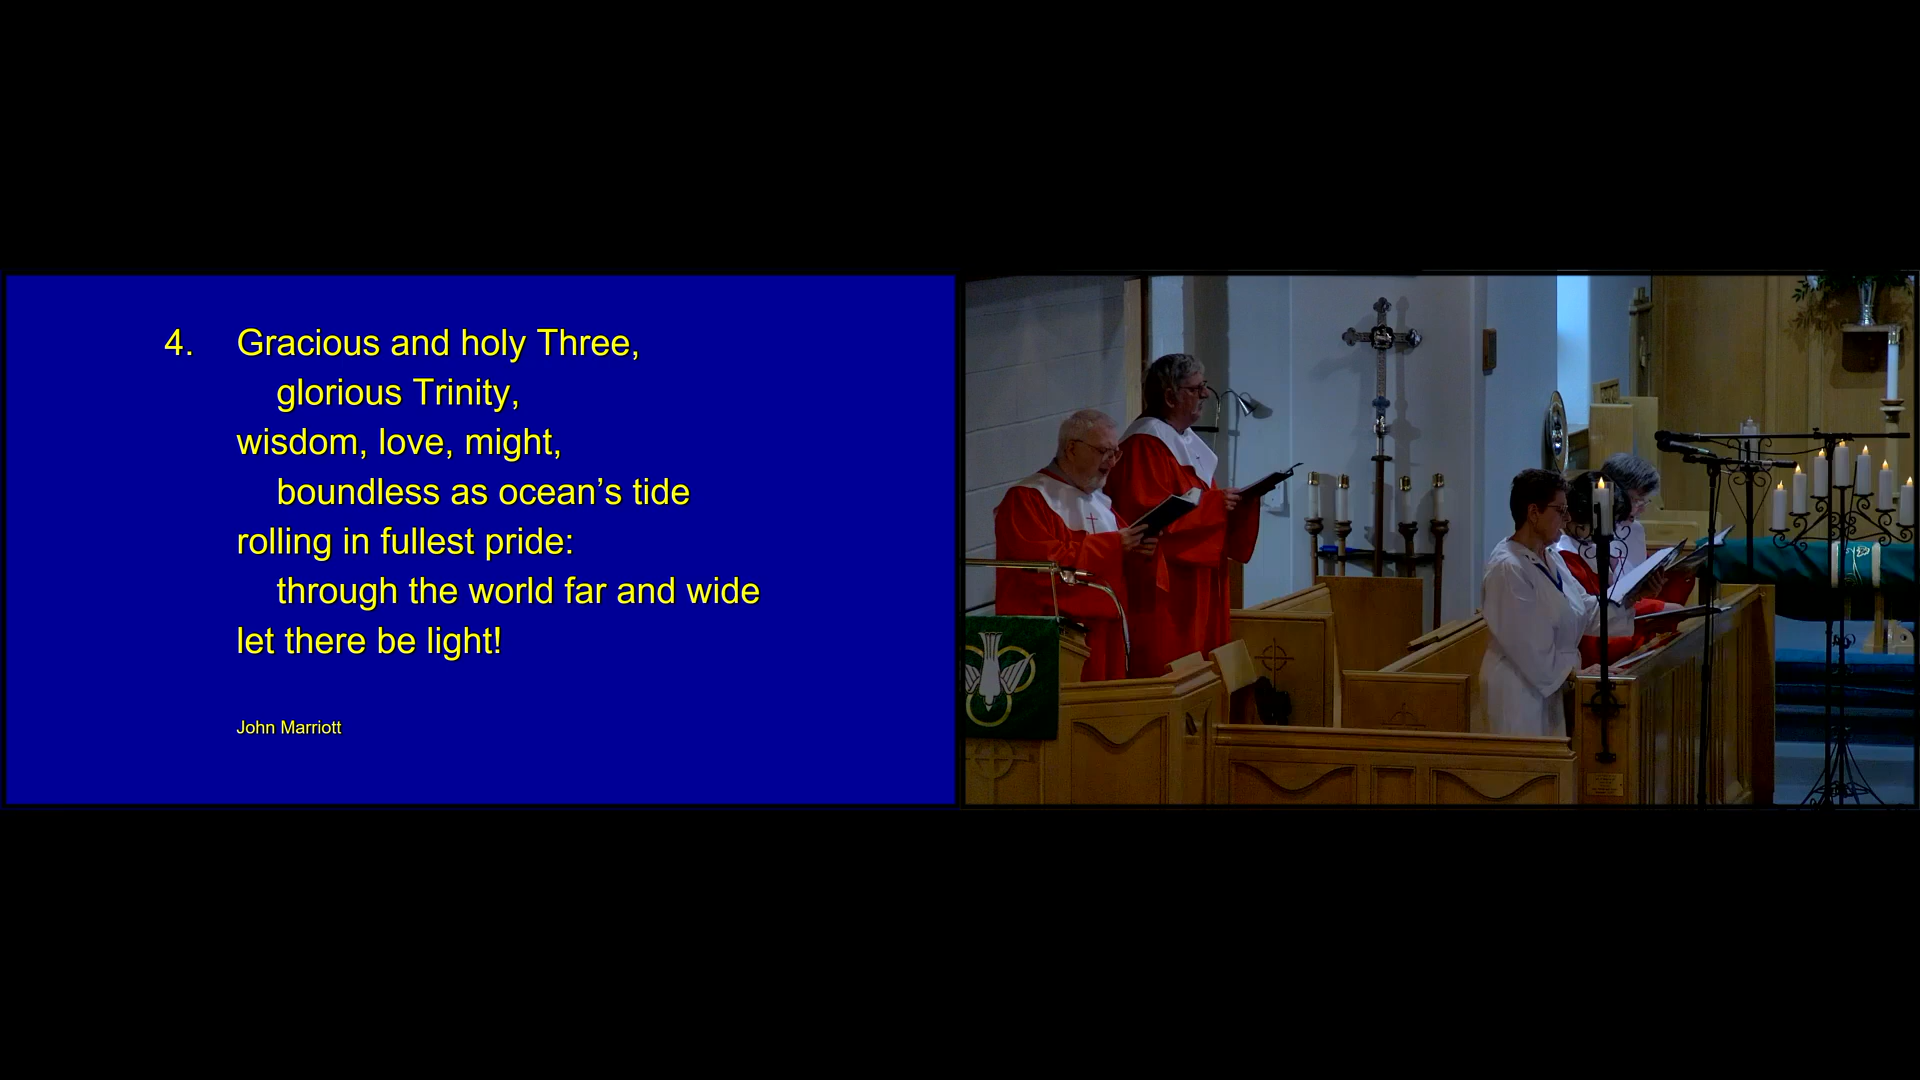 4. Gracious and holy Three,
glorious Trinity,
wisdom, love, might,
boundless as ocean’s tide
rolling in fullest pride:
through the world far and wide
let there be light!
John Marriott